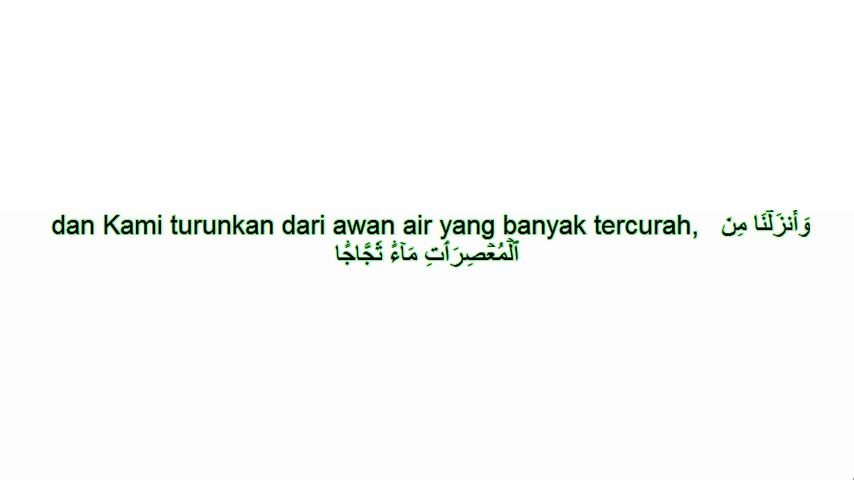 dan Kami turunkan dari awan air yang banyak tercurah, وَأَنزَلۡنَا مِنَ
ٱلۡمُعۡصِرَٰتِ مَآءٗ ثَجَّاجٗا